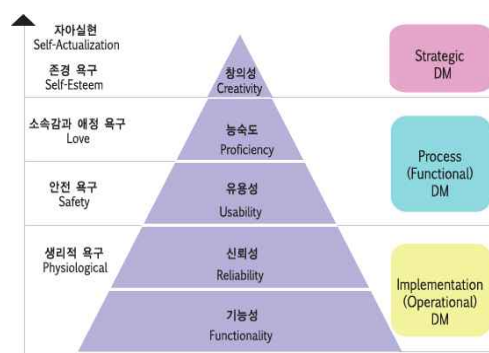 자아실현
Self-Actualization
존경 욕구
Self-Esteem
소속감과 애정 욕구
Love
안전 욕구
Safety
생리적 욕구
Physiological
창의성
Creativity
능숙도
Proficiency
유용성
Usability
신뢰성
Reliability
기능성
Functionality
Strategic
DM
Process
(Functional)
DM
Implementation
(Operational)
DM